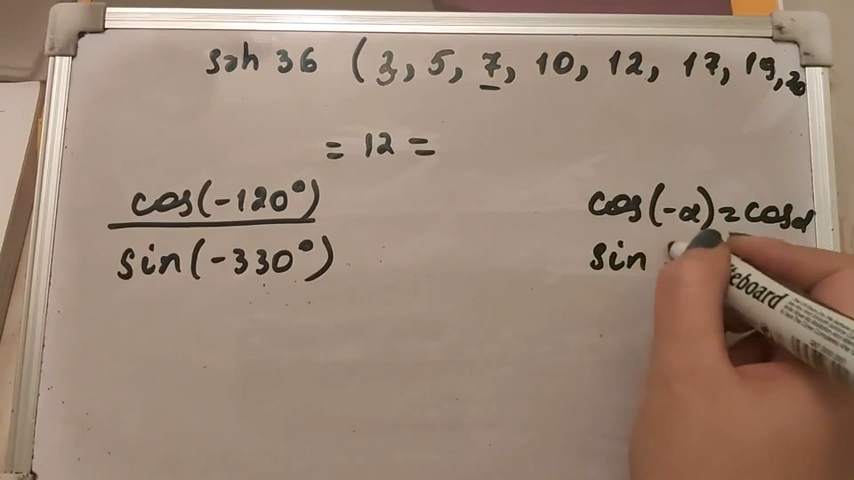 səh 36 (3, 5, 7, 10, 12, 17, 19, 20
= 12 =
cos(-120°)
sin(-330°)
cos(-α)=cosα
sin